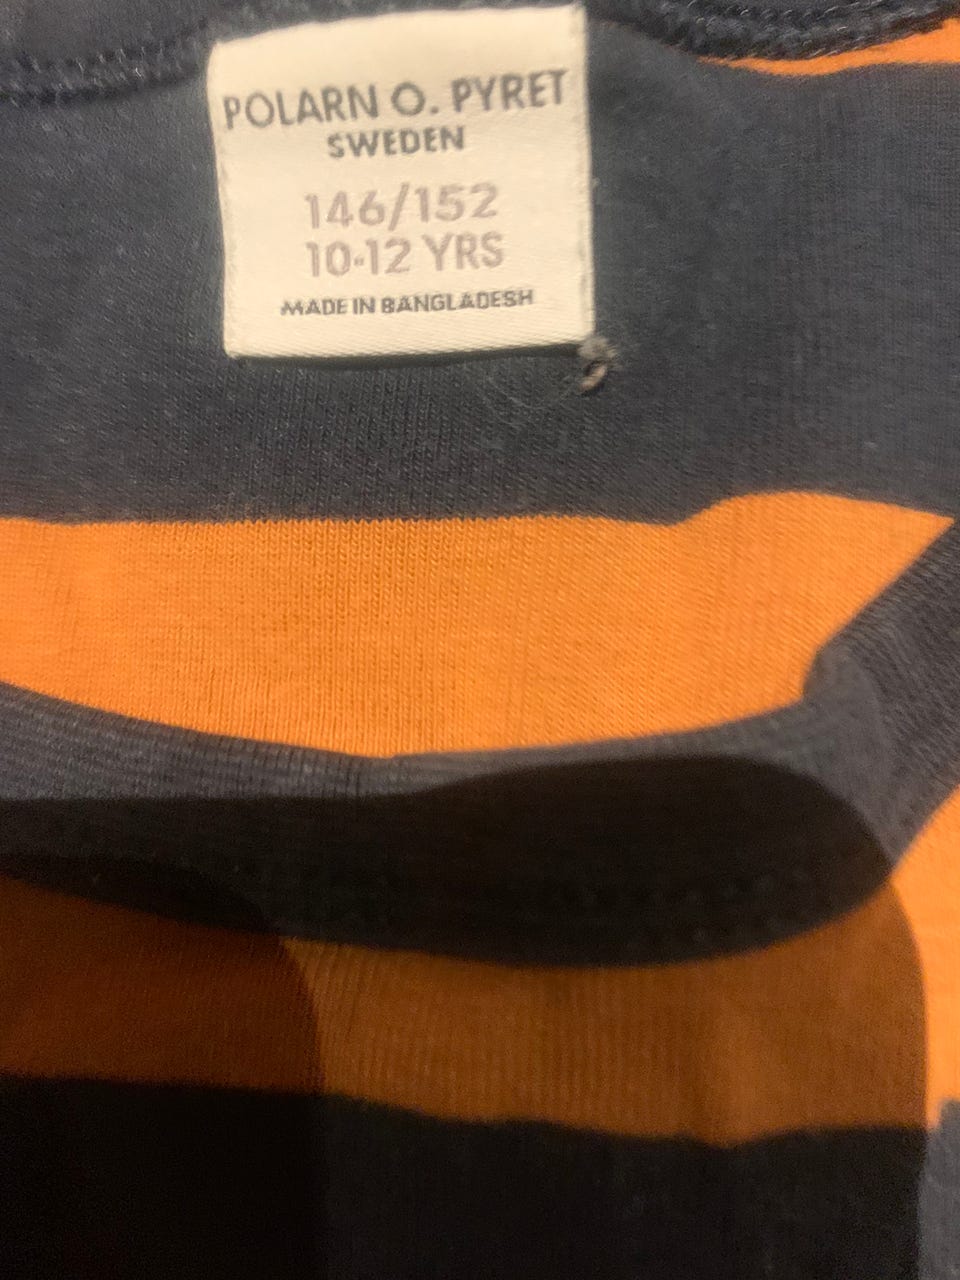 POLARN O. PYRET
SWEDEN
146/152
10-12 YRS
MADE IN BANGLADESH